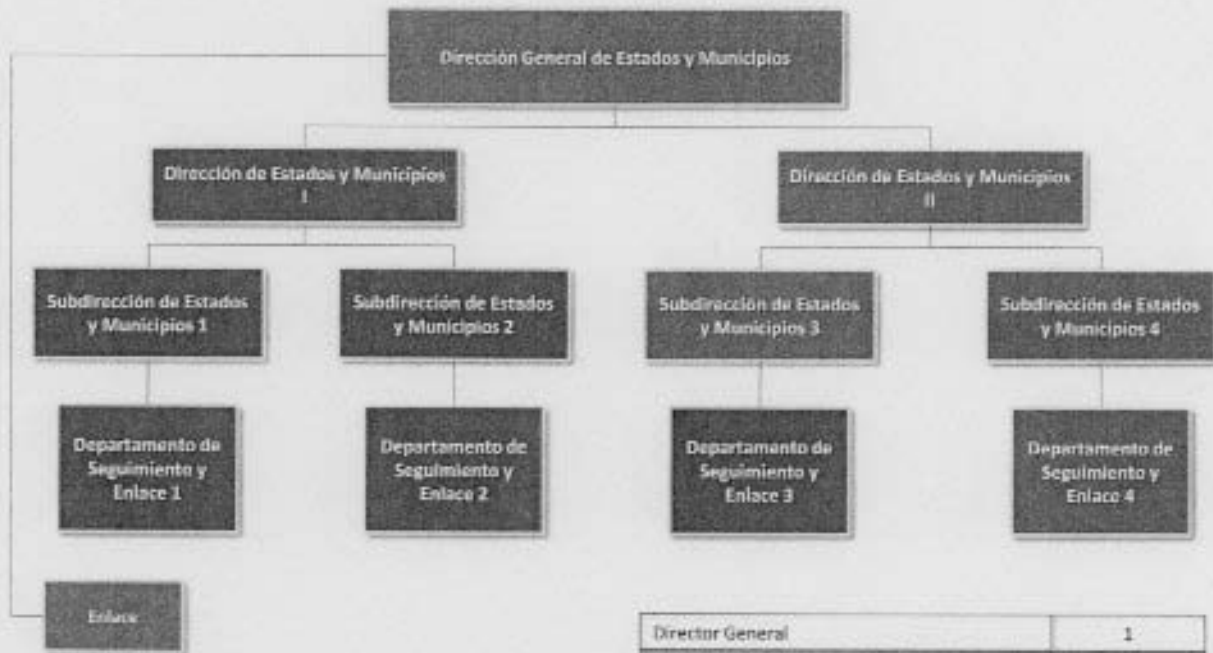 Dirección General de Estados y Municipios
Dirección de Estados y Municipios
I
Dirección de Estados y Municipios
II
Subdirección de Estados
y Municipios 1
Subdirección de Estados
y Municipios 2
Subdirección de Estados
y Municipios 3
Subdirección de Estados
y Municipios 4
Departamento de
Seguimiento y
Enlace 1
Departamento de
Seguimiento y
Enlace 2
Departamento de
Seguimiento y
Enlace 3
Departamento de
Seguimiento y
Enlace 4
Enlace
Director General 1